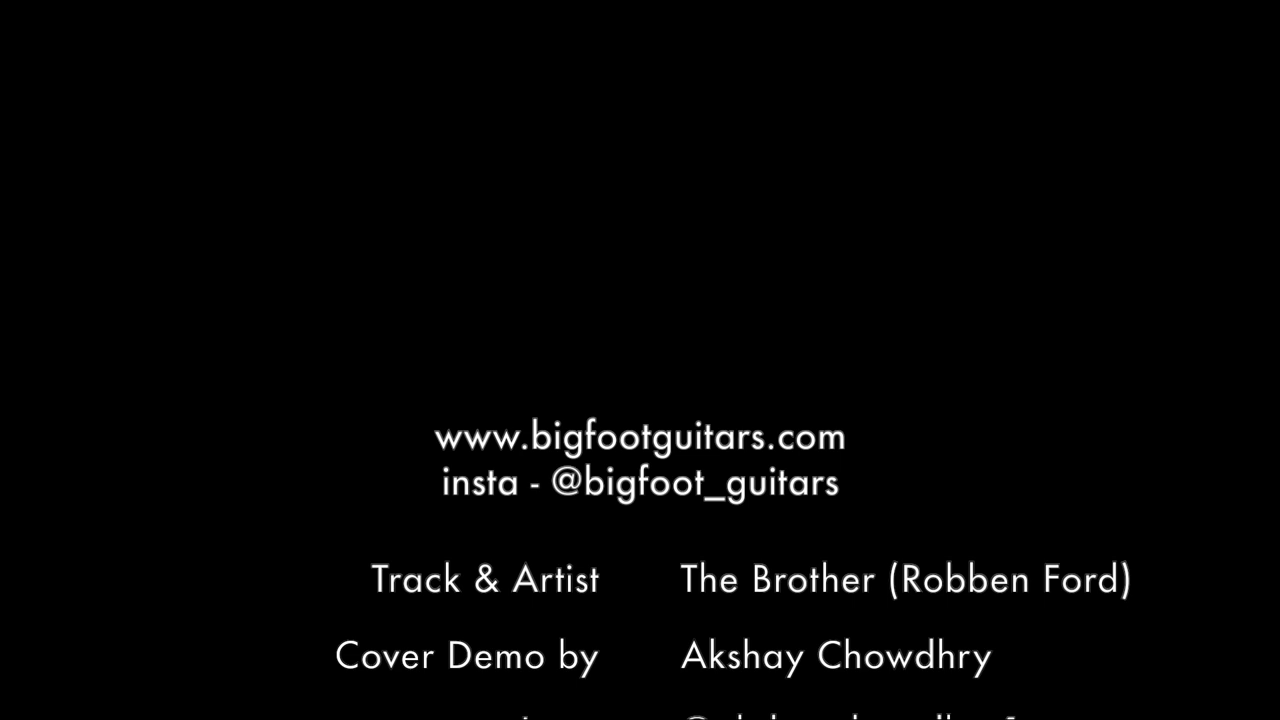 www.bigfootguitars.com
insta - @bigfoot_guitars
Track & Artist The Brother (Robben Ford)
Cover Demo by Akshay Chowdhry